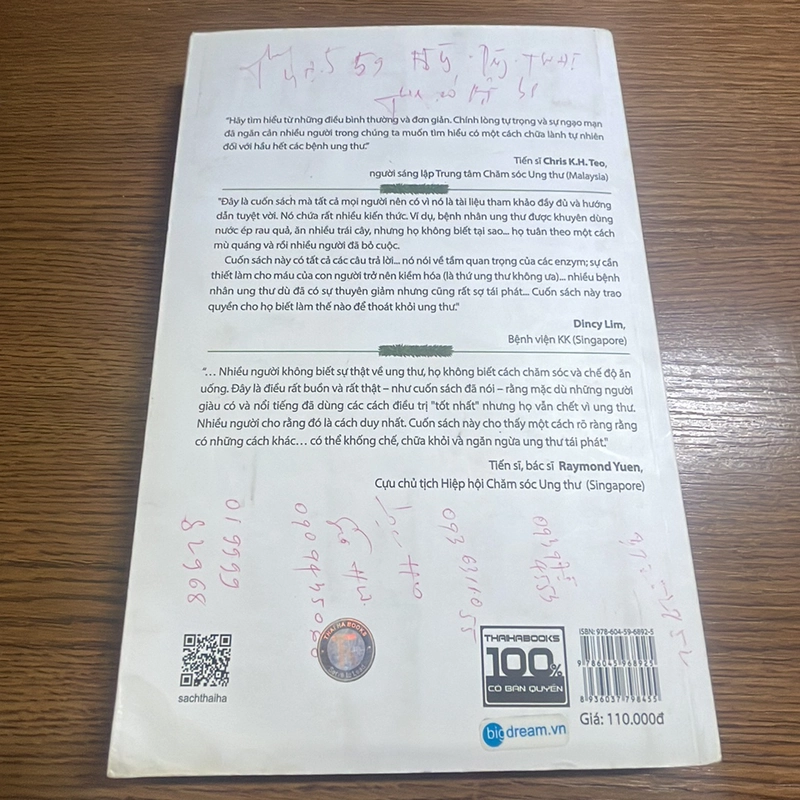 "Hãy tìm hiểu từ những điều bình thường và đơn giản. Chính lòng tự trọng và sự ngạo mạn
đã ngăn cản nhiều người trong chúng ta muốn tìm hiểu có một cách chữa lành tự nhiên
đối với hầu hết các bệnh ung thư."
Tiến sĩ Chris K.H. Teo,
người sáng lập Trung tâm Chăm sóc Ung thư (Malaysia)
"Đây là cuốn sách mà tất cả mọi người nên có vì nó là tài liệu tham khảo đầy đủ và hướng
dẫn tuyệt vời. Nó chứa rất nhiều kiến thức. Ví dụ, bệnh nhân ung thư được khuyên dùng
nước ép rau quả, ăn nhiều trái cây, nhưng họ không biết tại sao... họ tuân theo một cách
mù quáng và rồi nhiều người đã bỏ cuộc.
Cuốn sách này có tất cả các câu trả lời... nó nói về tầm quan trọng của các enzym; sự cần
thiết làm cho máu của con người trở nên kiềm hóa (là thứ ung thư không ưa)... nhiều bệnh
nhân ung thư dù đã có sự thuyên giảm nhưng cũng rất sợ tái phát... Cuốn sách này trao
quyền cho họ biết làm thế nào để thoát khỏi ung thư."
Dincy Lim,
Bệnh viện KK (Singapore)
"... Nhiều người không biết sự thật về ung thư, họ không biết cách chăm sóc và chế độ ăn
uống. Đây là điều rất buồn và rất thật – như cuốn sách đã nói – rằng mặc dù những người
giàu có và nổi tiếng đã dùng các cách điều trị "tốt nhất" nhưng họ vẫn chết vì ung thư.
Nhiều người cho rằng đó là cách duy nhất. Cuốn sách này cho thấy một cách rõ ràng rằng
có những cách khác... có thể khống chế, chữa khỏi và ngăn ngừa ung thư tái phát."
Tiến sĩ, bác sĩ Raymond Yuen,
Cựu chủ tịch Hiệp hội Chăm sóc Ung thư (Singapore)
019999
82968
sachthaiha
THAIHA BOOKS
THAIHABOOKS
100%
CÓ BẢN QUYỀN
bigdream.vn
ISBN: 978-604-59-6892-5
9 786045 968925
8 936037 798455
Giá: 110.000đ